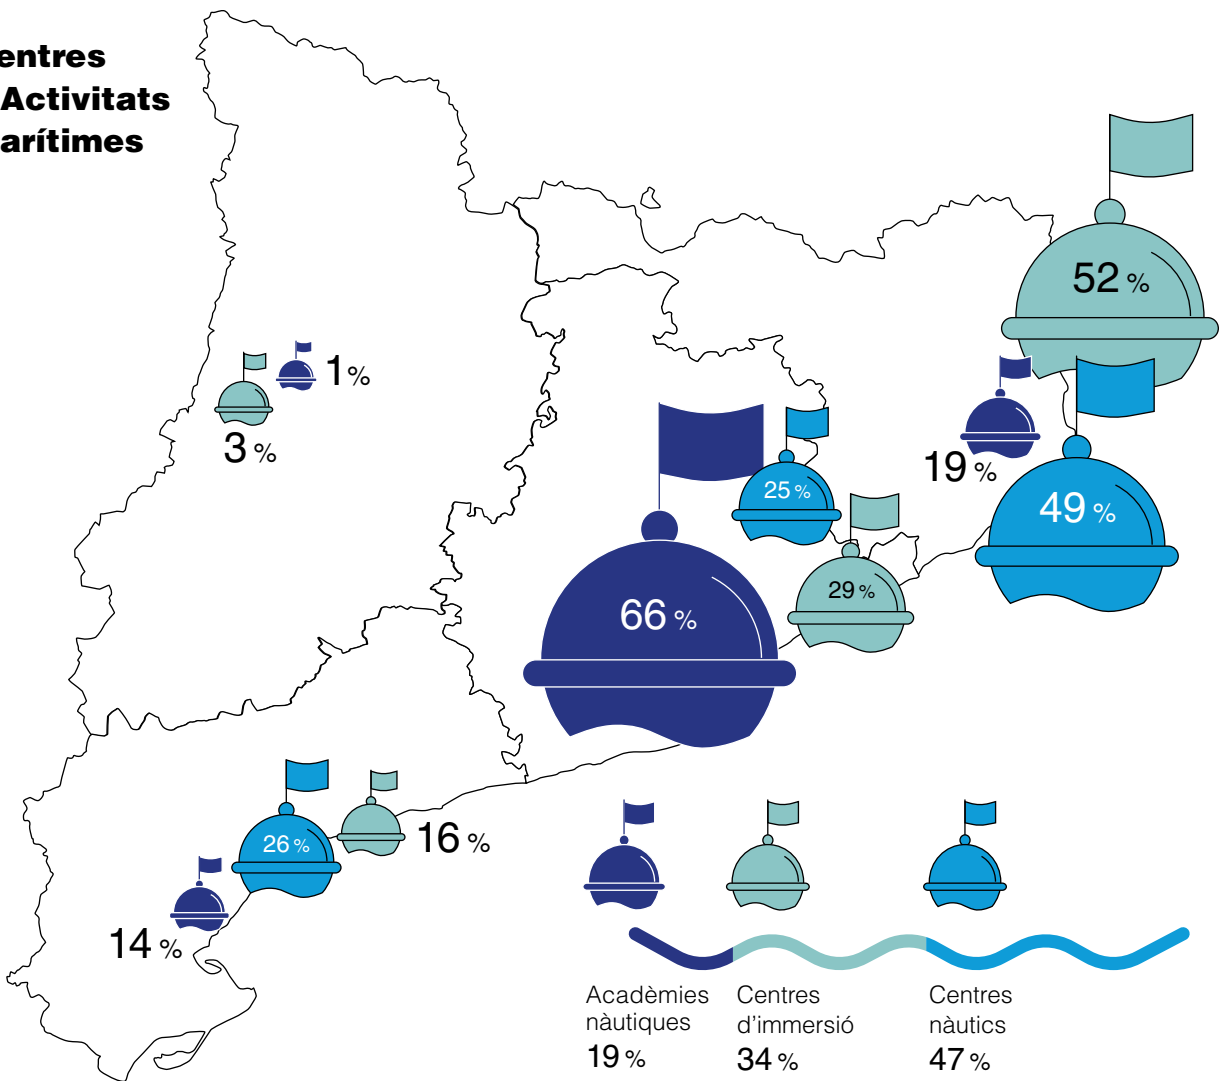 entres
Activitats
arítimes
52 %
1 %
3 %
19 %
25 %
49 %
29 %
66 %
26 %
16 %
14 %
Acadèmies
nàutiques
19 %
Centres
d'immersió
34 %
Centres
nàutics
47 %